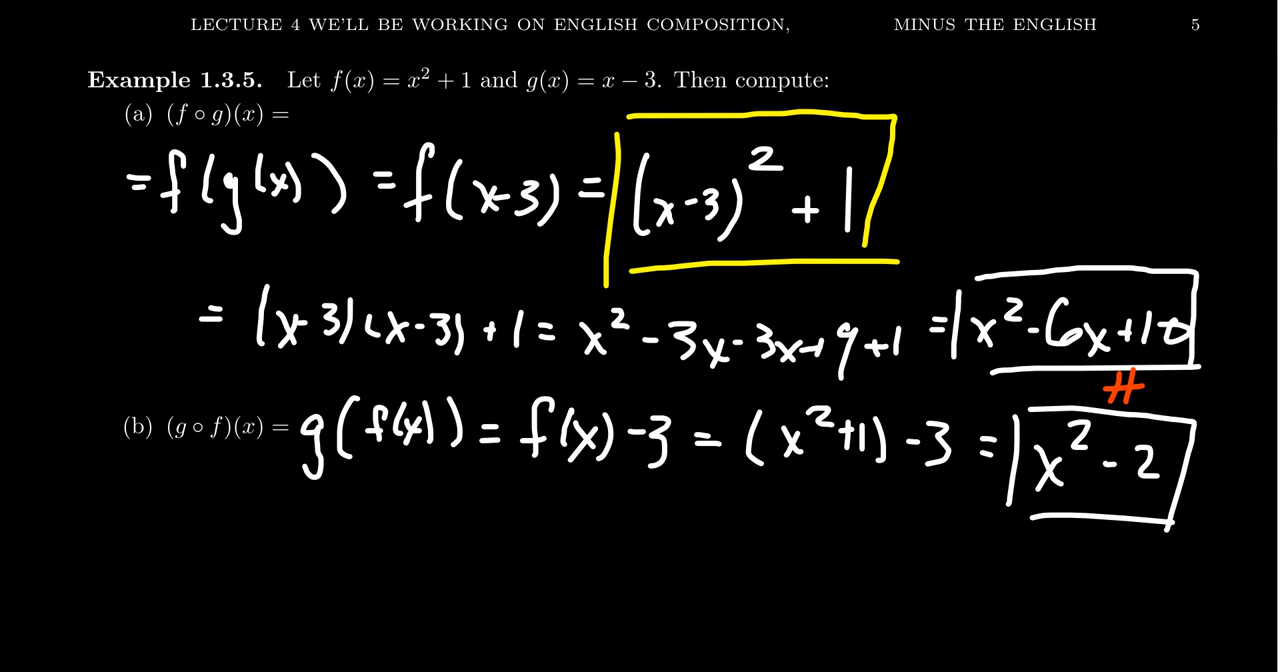 LECTURE 4 WE'LL BE WORKING ON ENGLISH COMPOSITION, MINUS THE ENGLISH 5
Example 1.3.5. Let f(x) = x² + 1 and g(x) = x − 3. Then compute:
(a) (f ∘ g)(x) =
= f(g(x)) = f(x-3) = (x-3)² + 1
= (x-3)(x-3) + 1 = x² - 3x - 3x + 9 + 1 = x² - 6x + 10
≠
(b) (g ∘ f)(x) = g(f(x)) = f(x) - 3 = (x²+1) - 3 = x² - 2